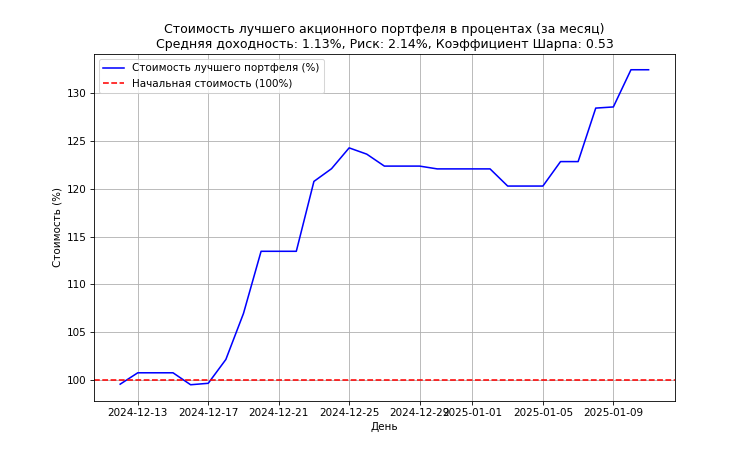 Стоимость лучшего акционного портфеля в процентах (за месяц)
Средняя доходность: 1.13%, Риск: 2.14%, Коэффициент Шарпа: 0.53
Стоимость лучшего портфеля (%)
Начальная стоимость (100%)
Стоимость (%)
130
125
120
115
110
105
100
2024-12-13 2024-12-17 2024-12-21 2024-12-25 2024-12-29 2025-01-01 2025-01-05 2025-01-09
День